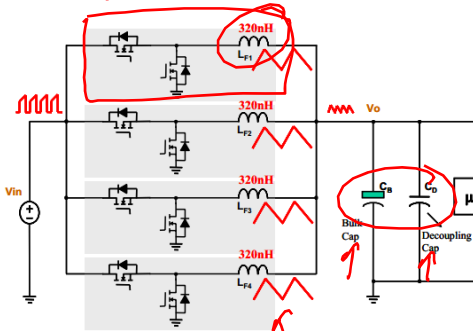 320nH
LF1
320nH
LF2
Vin
Vo
320nH
LF3
CB
CD
μ
Bulk
Cap
Decoupling
Cap
320nH
LF4